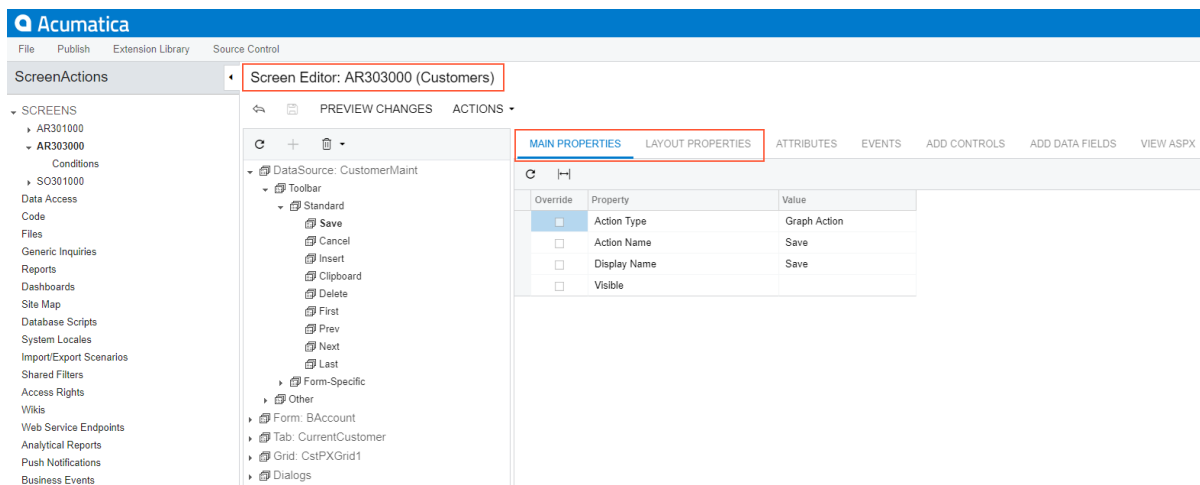 Acumatica
File Publish Extension Library Source Control
ScreenActions
SCREENS
AR301000
AR303000
Conditions
SO301000
Data Access
Code
Files
Generic Inquiries
Reports
Dashboards
Site Map
Database Scripts
System Locales
Import/Export Scenarios
Shared Filters
Access Rights
Wikis
Web Service Endpoints
Analytical Reports
Push Notifications
Business Events
Screen Editor: AR303000 (Customers)
PREVIEW CHANGES ACTIONS
DataSource: CustomerMaint
Toolbar
Standard
Save
Cancel
Insert
Clipboard
Delete
First
Prev
Next
Last
Form-Specific
Other
Form: BAccount
Tab: CurrentCustomer
Grid: CstPXGrid1
Dialogs
MAIN PROPERTIES LAYOUT PROPERTIES ATTRIBUTES EVENTS ADD CONTROLS ADD DATA FIELDS VIEW ASPX
Override Property Value
Action Type Graph Action
Action Name Save
Display Name Save
Visible